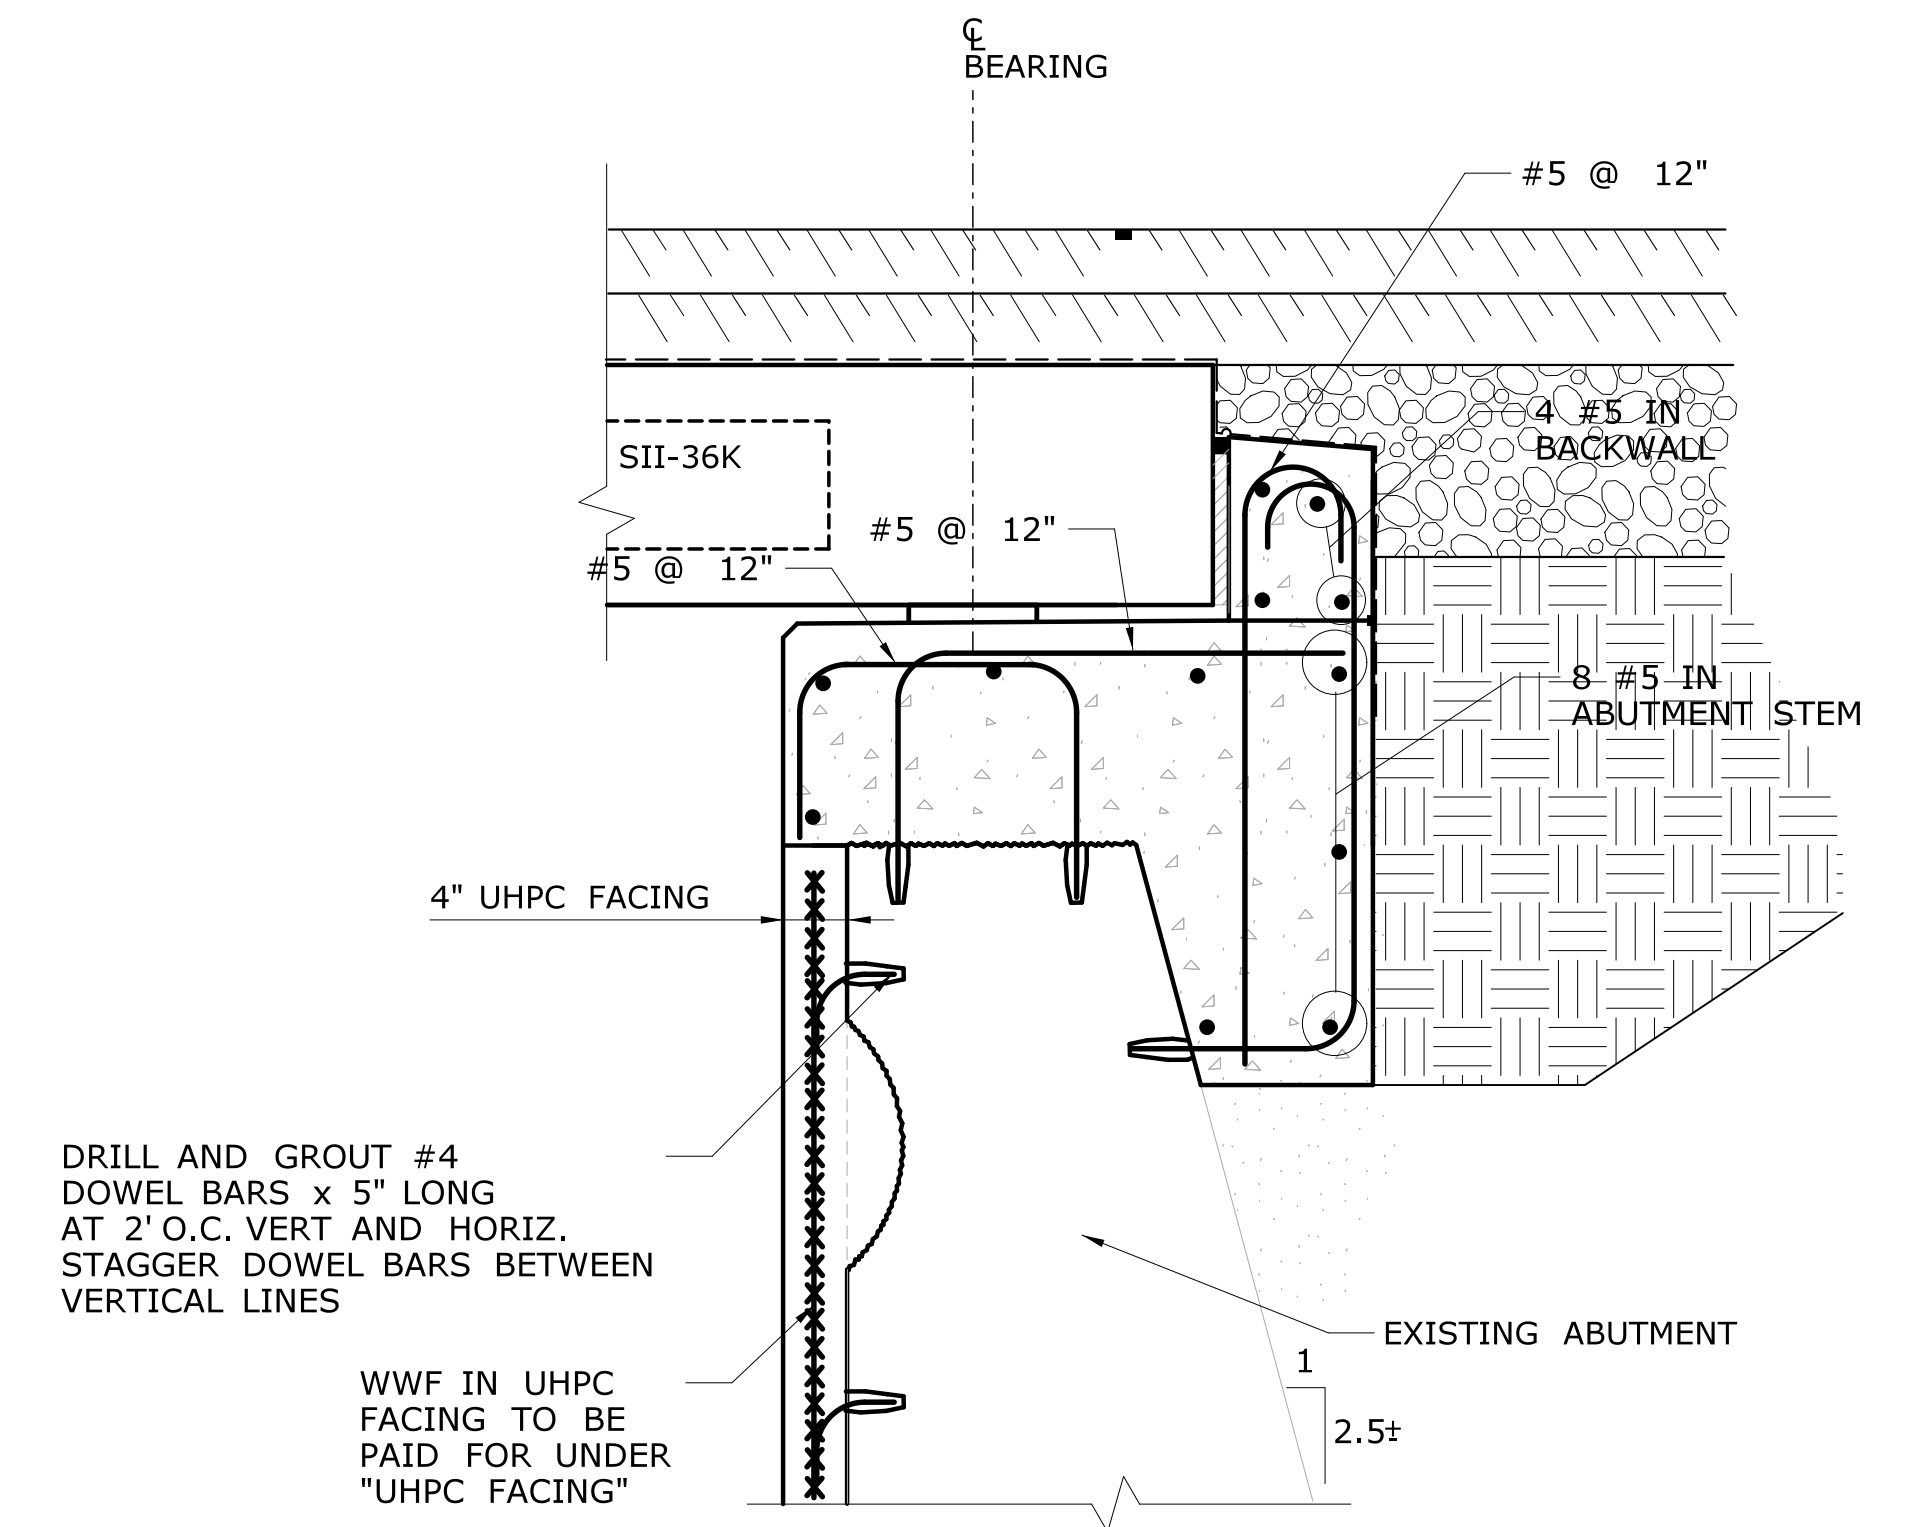 ℄
BEARING
#5 @ 12"
4 #5 IN
BACKWALL
SII-36K
#5 @ 12"
#5 @ 12"
8 #5 IN
ABUTMENT STEM
4" UHPC FACING
DRILL AND GROUT #4
DOWEL BARS x 5" LONG
AT 2' O.C. VERT AND HORIZ.
STAGGER DOWEL BARS BETWEEN
VERTICAL LINES
EXISTING ABUTMENT
1
2.5±
WWF IN UHPC
FACING TO BE
PAID FOR UNDER
"UHPC FACING"